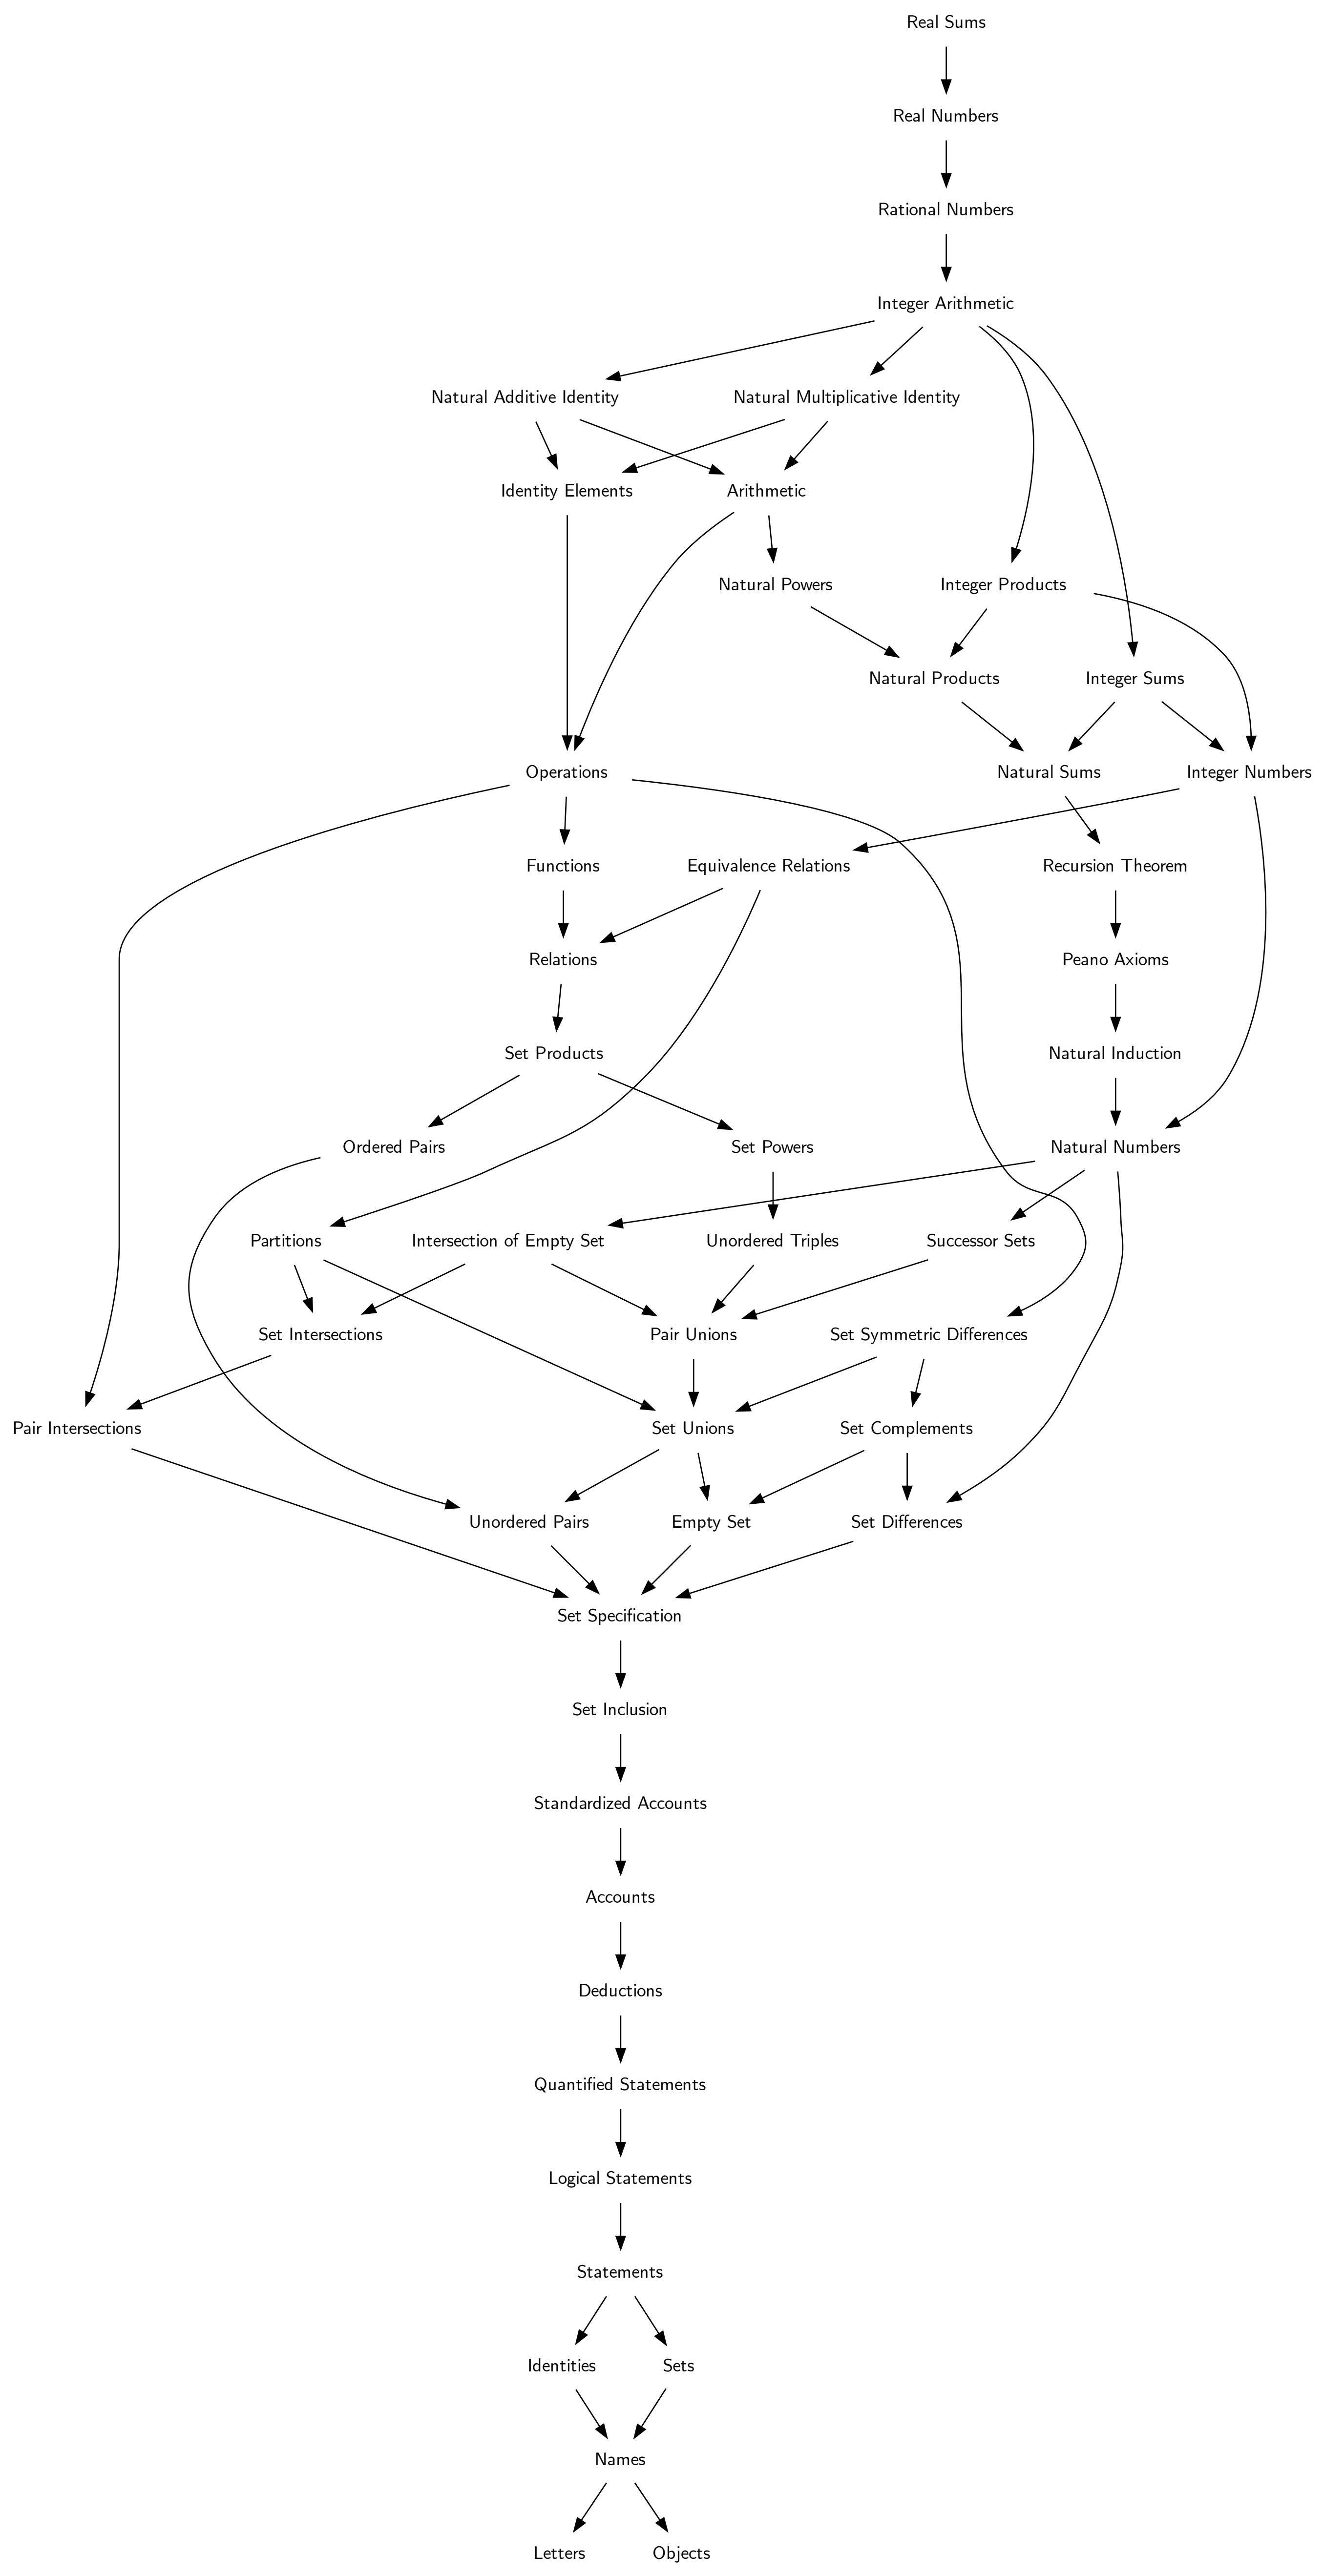 Real Sums
Real Numbers
Rational Numbers
Integer Arithmetic
Natural Additive Identity
Natural Multiplicative Identity
Identity Elements
Arithmetic
Natural Powers
Integer Products
Natural Products
Integer Sums
Operations
Natural Sums
Integer Numbers
Functions
Equivalence Relations
Recursion Theorem
Relations
Peano Axioms
Set Products
Natural Induction
Ordered Pairs
Set Powers
Natural Numbers
Partitions
Intersection of Empty Set
Unordered Triples
Successor Sets
Set Intersections
Pair Unions
Set Symmetric Differences
Pair Intersections
Set Unions
Set Complements
Unordered Pairs
Empty Set
Set Differences
Set Specification
Set Inclusion
Standardized Accounts
Accounts
Deductions
Quantified Statements
Logical Statements
Statements
Identities
Sets
Names
Letters
Objects